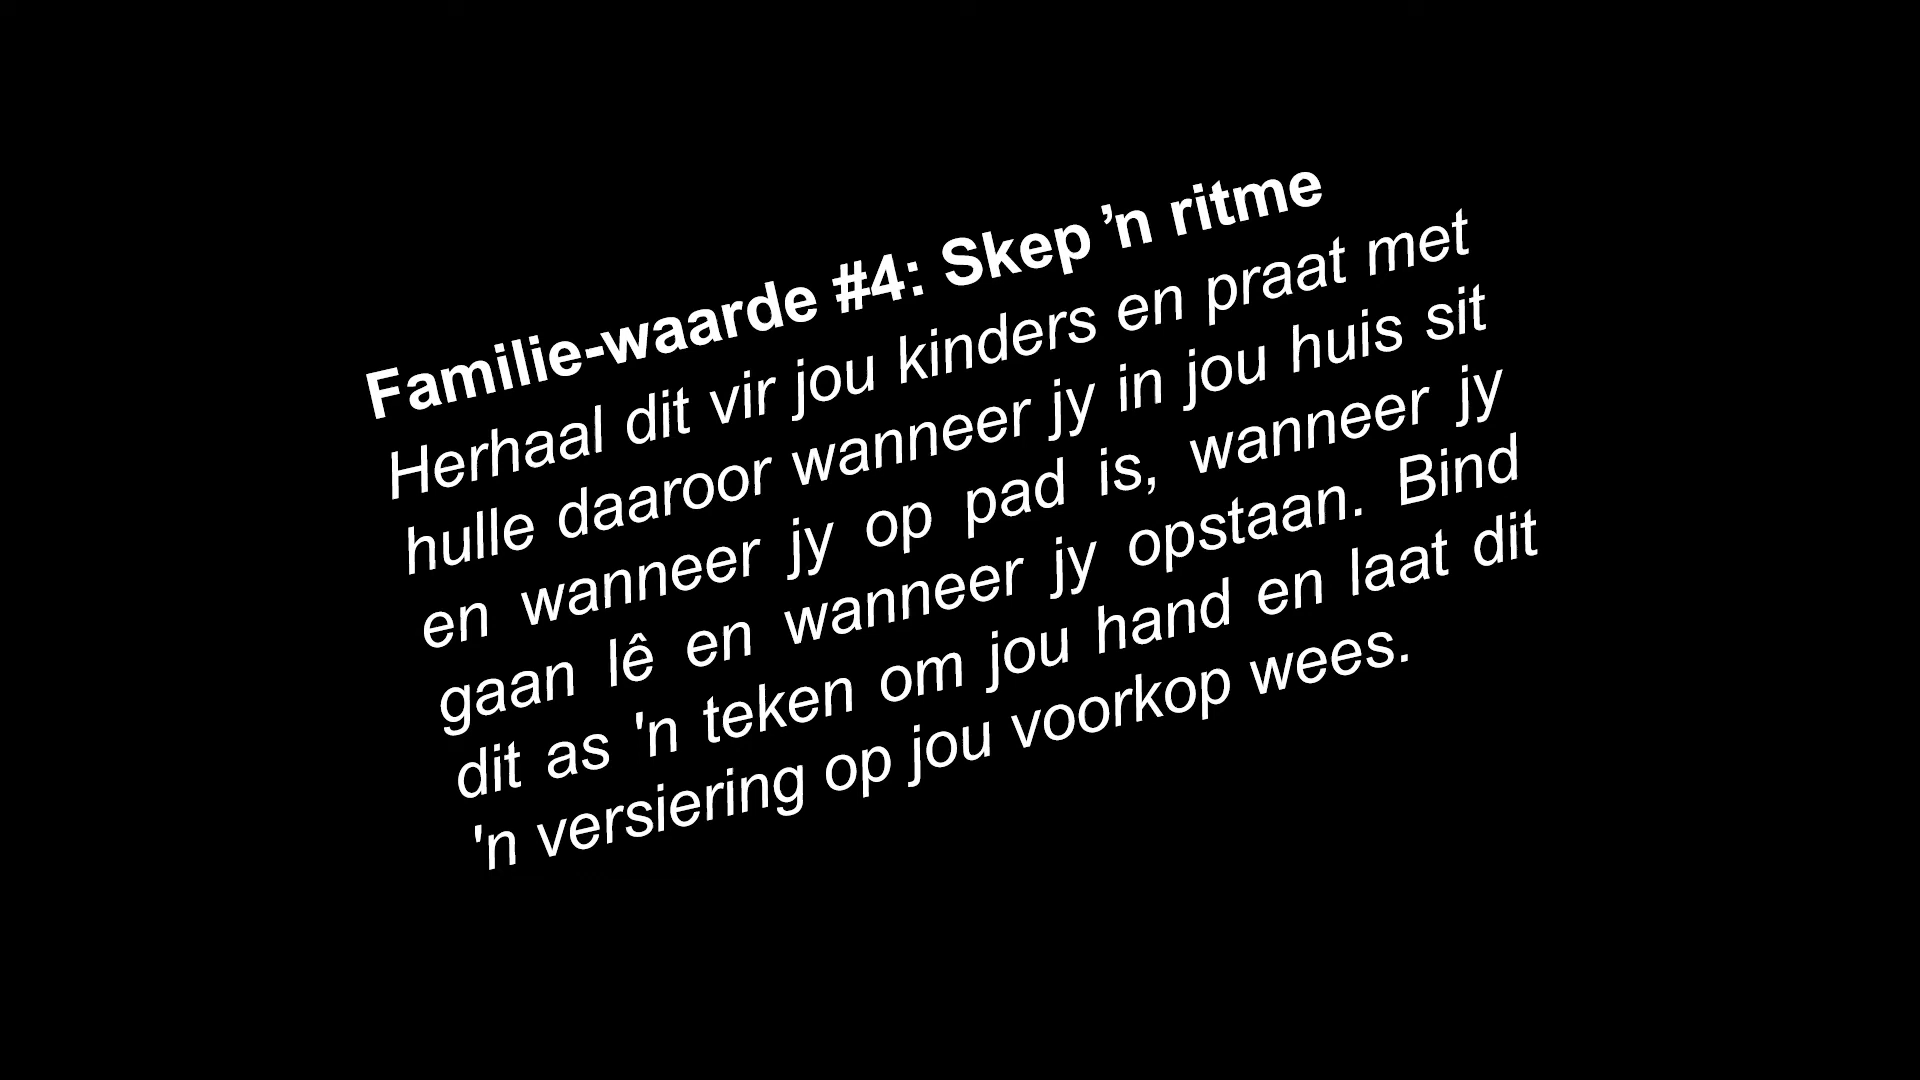 Familie-waarde #4: Skep ’n ritme
Herhaal dit vir jou kinders en praat met
hulle daaroor wanneer jy in jou huis sit
en wanneer jy op pad is, wanneer jy
gaan lê en wanneer jy opstaan. Bind
dit as 'n teken om jou hand en laat dit
'n versiering op jou voorkop wees.